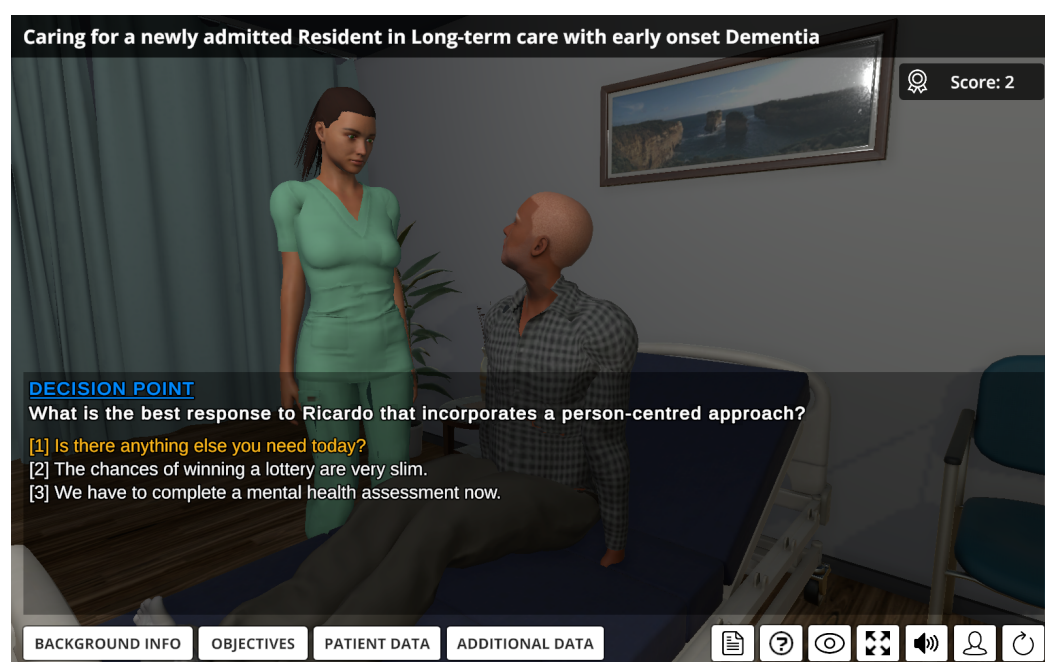 Caring for a newly admitted Resident in Long-term care with early onset Dementia
Score: 2
DECISION POINT
What is the best response to Ricardo that incorporates a person-centred approach?
[1] Is there anything else you need today?
[2] The chances of winning a lottery are very slim.
[3] We have to complete a mental health assessment now.
BACKGROUND INFO OBJECTIVES PATIENT DATA ADDITIONAL DATA